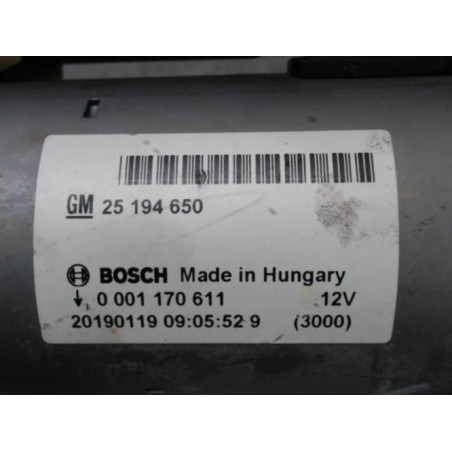 GM 25 194 650
BOSCH Made in Hungary
0 001 170 611 12V
20190119 09:05:52 9 (3000)